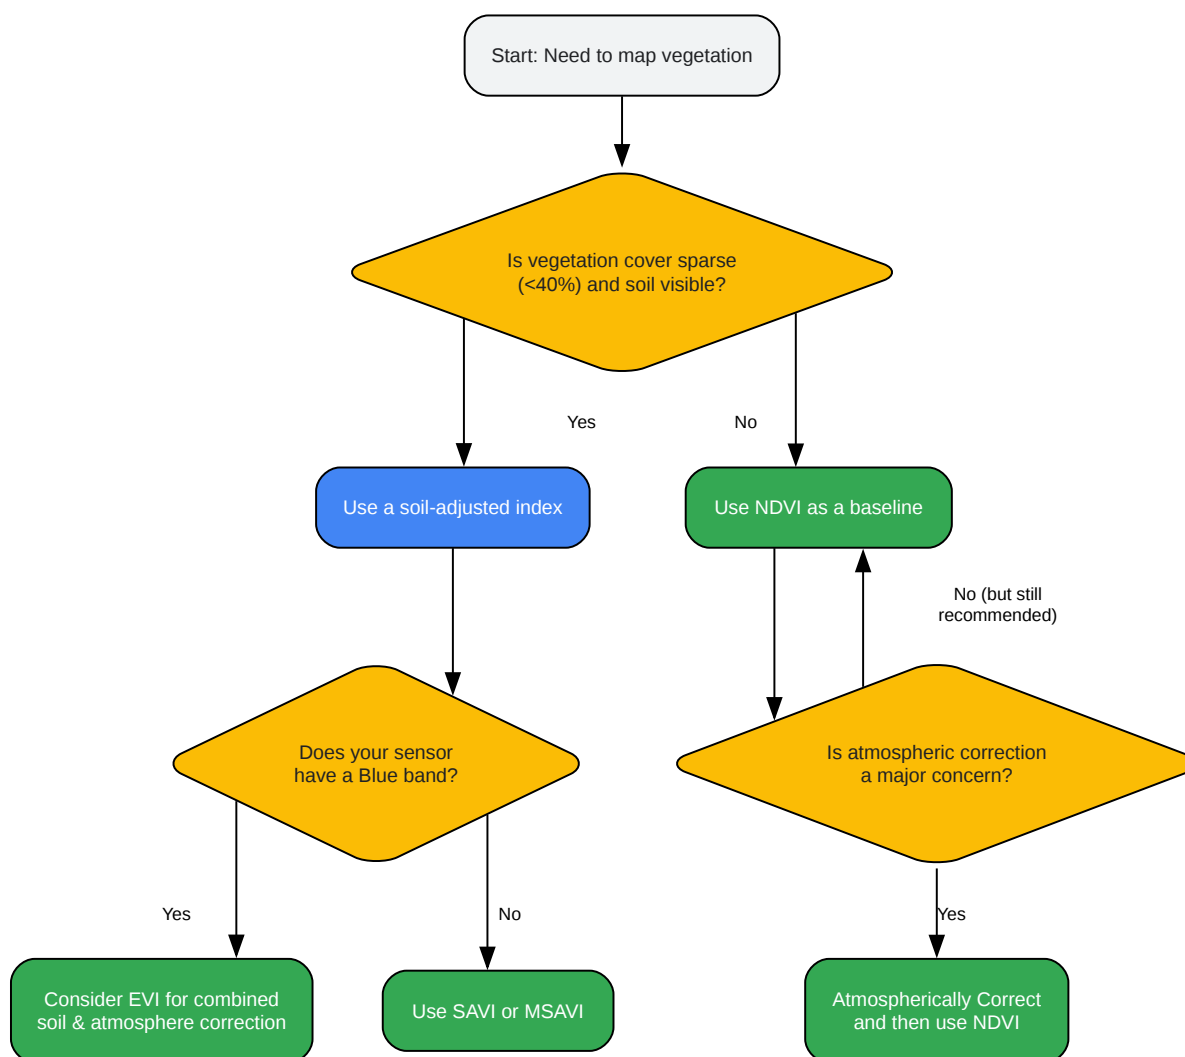 Start: Need to map vegetation
Is vegetation cover sparse
(<40%) and soil visible?
Yes
No
Use a soil-adjusted index
Use NDVI as a baseline
No (but still
recommended)
Does your sensor
have a Blue band?
Is atmospheric correction
a major concern?
Yes
No
Yes
Consider EVI for combined
soil & atmosphere correction
Use SAVI or MSAVI
Atmospherically Correct
and then use NDVI